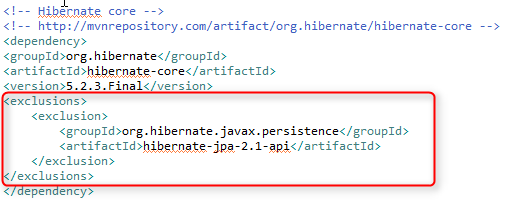 <!-- Hibernate core -->
<!-- http://mvnrepository.com/artifact/org.hibernate/hibernate-core -->
<dependency>
<groupId>org.hibernate</groupId>
<artifactId>hibernate-core</artifactId>
<version>5.2.3.Final</version>
<exclusions>
<exclusion>
<groupId>org.hibernate.javax.persistence</groupId>
<artifactId>hibernate-jpa-2.1-api</artifactId>
</exclusion>
</exclusions>
</dependency>